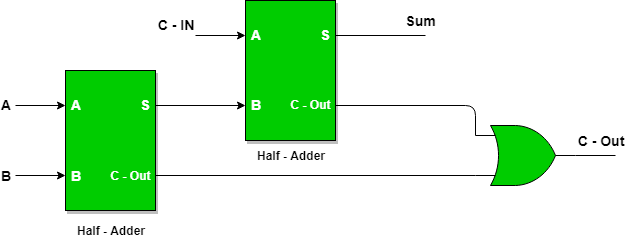 C - IN
A
S
Sum
B
C - Out
Half - Adder
A
A
S
B
B
C - Out
Half - Adder
C - Out